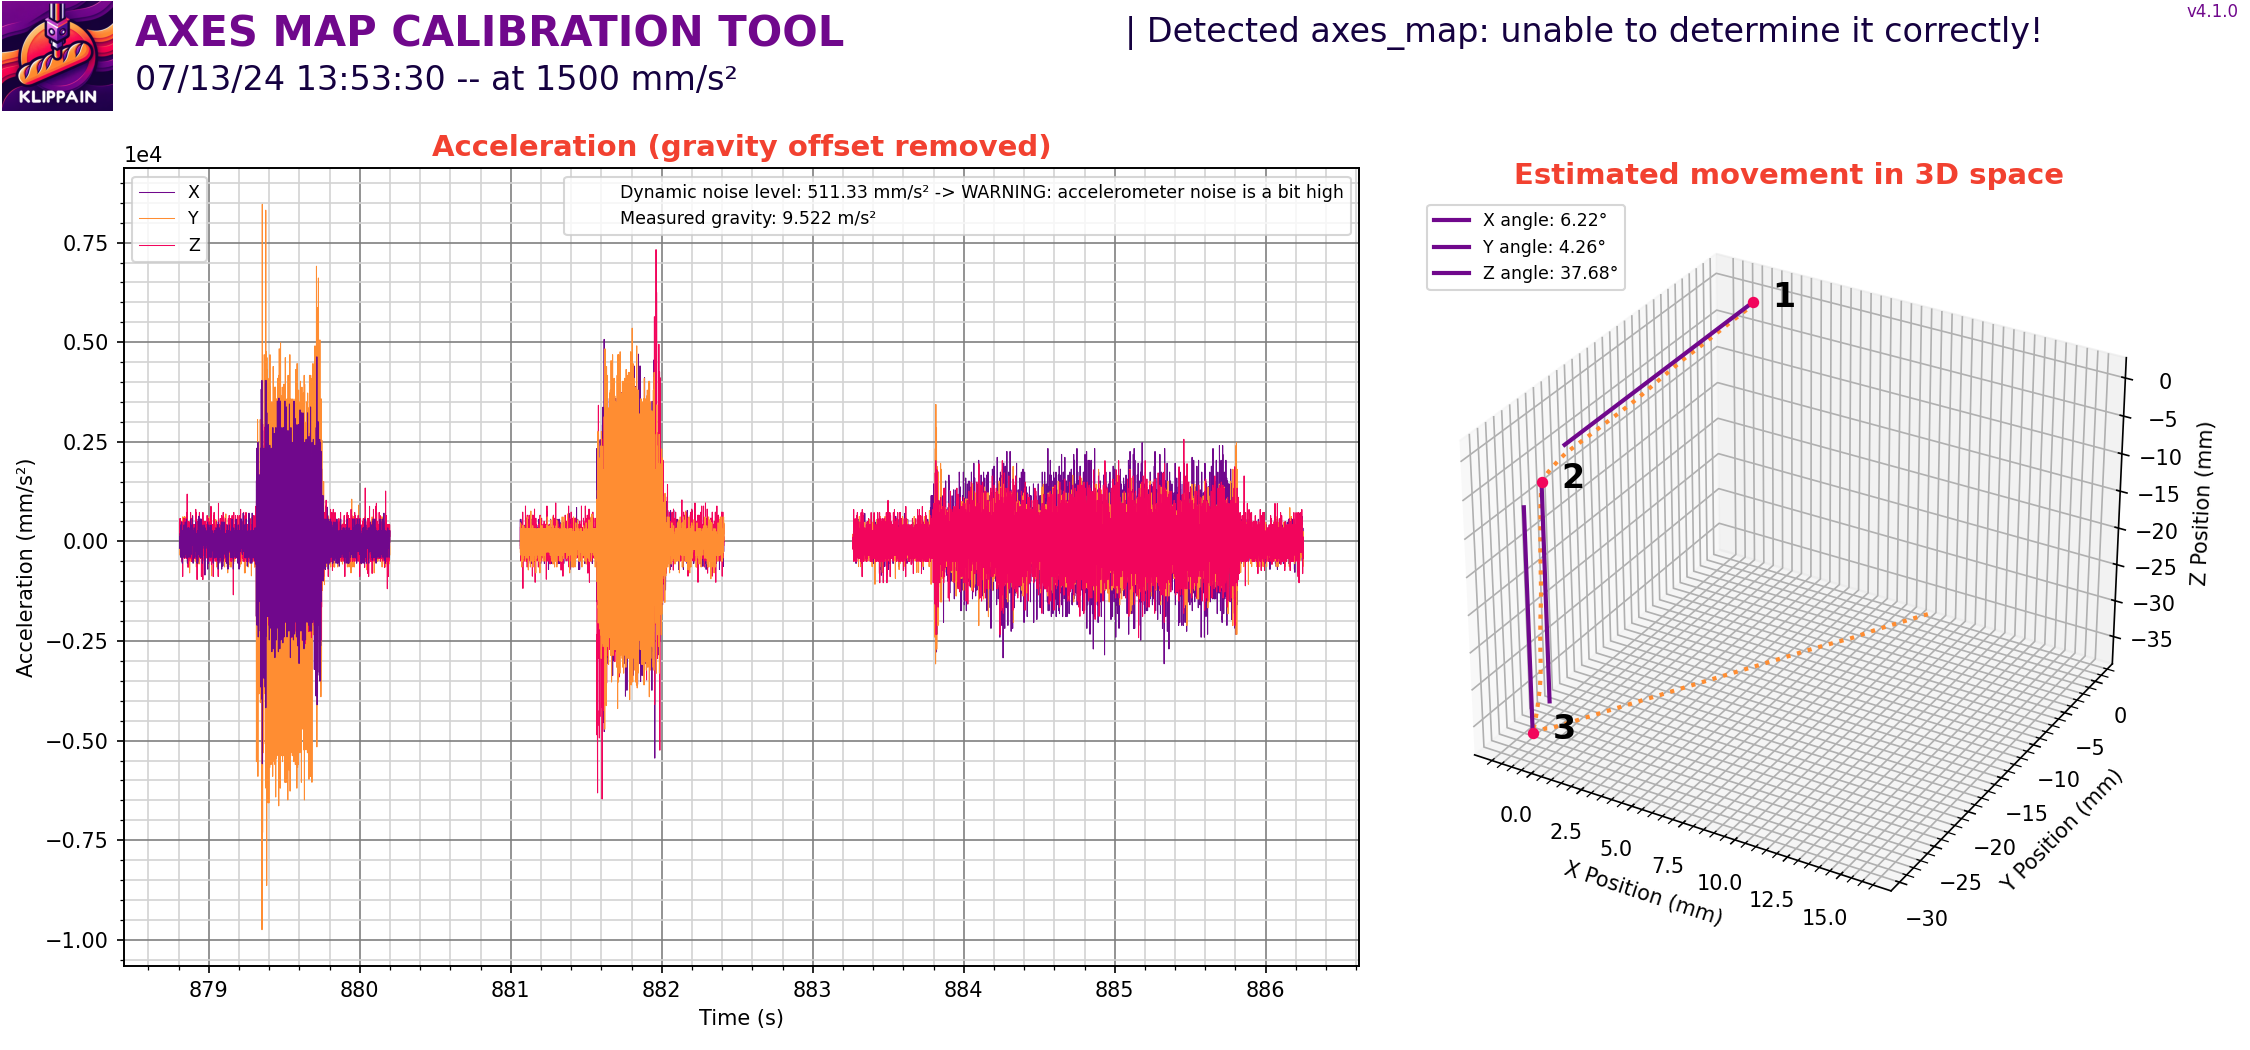 KLIPPAIN
AXES MAP CALIBRATION TOOL
07/13/24 13:53:30 -- at 1500 mm/s²
| Detected axes_map: unable to determine it correctly!
v4.1.0
Acceleration (gravity offset removed)
1e4
X
Y
Z
Dynamic noise level: 511.33 mm/s² -> WARNING: accelerometer noise is a bit high
Measured gravity: 9.522 m/s²
0.75
0.50
0.25
0.00
−0.25
−0.50
−0.75
−1.00
Acceleration (mm/s²)
879
880
881
882
883
884
885
886
Time (s)
Estimated movement in 3D space
X angle: 6.22°
Y angle: 4.26°
Z angle: 37.68°
1
2
3
0
−5
−10
−15
−20
−25
−30
−35
Z Position (mm)
0
−5
−10
−15
−20
−25
−30
Y Position (mm)
0.0
2.5
5.0
7.5
10.0
12.5
15.0
X Position (mm)